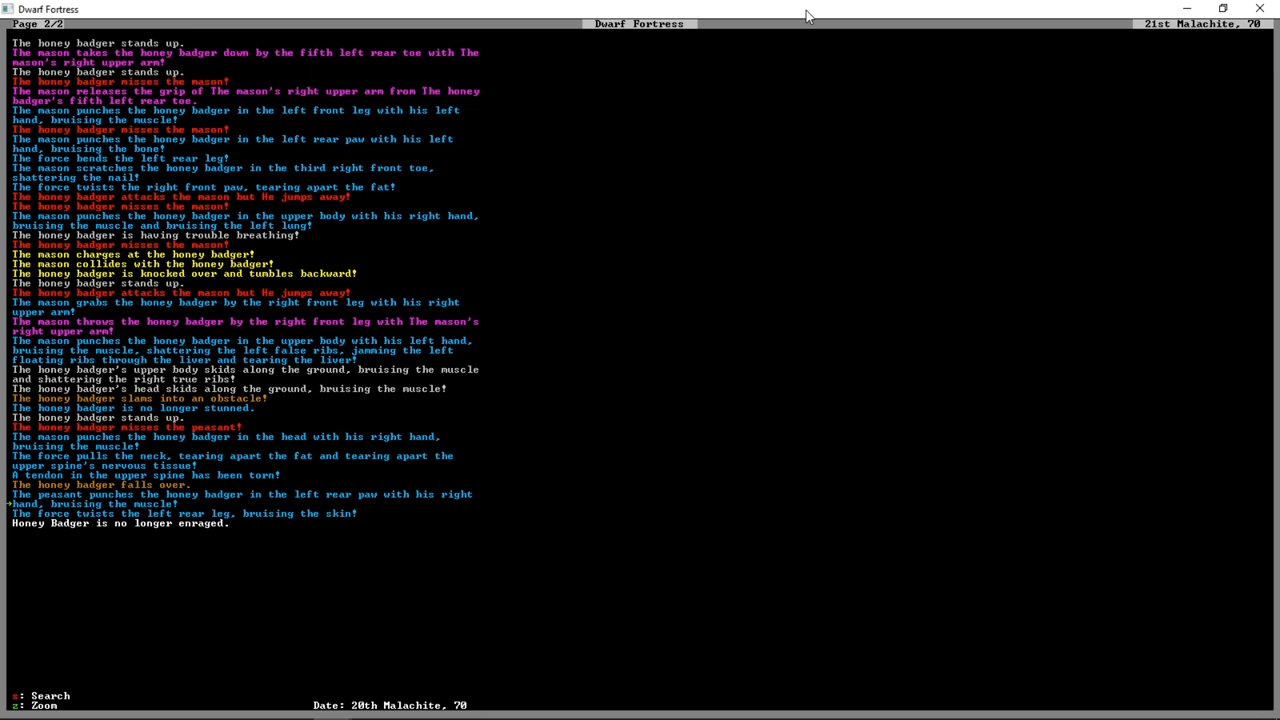 Dwarf Fortress
Page 2/2
Dwarf Fortress
21st Malachite, 70
The honey badger stands up.
The mason takes the honey badger down by the fifth left rear toe with The
mason's right upper arm!
The honey badger stands up.
The honey badger misses the mason!
The mason releases the grip of The mason's right upper arm from The honey
badger's fifth left rear toe.
The mason punches the honey badger in the left front leg with his left
hand, bruising the muscle!
The honey badger misses the mason!
The mason punches the honey badger in the left rear paw with his left
hand, bruising the bone!
The force bends the left rear leg!
The mason scratches the honey badger in the third right front toe,
shattering the nail!
The force twists the right front paw, tearing apart the fat!
The honey badger attacks the mason but He jumps away!
The honey badger misses the mason!
The mason punches the honey badger in the upper body with his right hand,
bruising the muscle and bruising the left lung!
The honey badger is having trouble breathing!
The honey badger misses the mason!
The mason charges at the honey badger!
The mason collides with the honey badger!
The honey badger is knocked over and tumbles backward!
The honey badger stands up.
The honey badger attacks the mason but He jumps away!
The mason grabs the honey badger by the right front leg with his right
upper arm!
The mason throws the honey badger by the right front leg with The mason's
right upper arm!
The mason punches the honey badger in the upper body with his left hand,
bruising the muscle, shattering the left false ribs, jamming the left
floating ribs through the liver and tearing the liver!
The honey badger's upper body skids along the ground, bruising the muscle
and shattering the right true ribs!
The honey badger's head skids along the ground, bruising the muscle!
The honey badger slams into an obstacle!
The honey badger is no longer stunned.
The honey badger stands up.
The honey badger misses the peasant!
The mason punches the honey badger in the head with his right hand,
bruising the muscle!
The force pulls the neck, tearing apart the fat and tearing apart the
upper spine's nervous tissue!
A tendon in the upper spine has been torn!
The honey badger falls over.
The peasant punches the honey badger in the left rear paw with his right
hand, bruising the muscle!
The force twists the left rear leg, bruising the skin!
Honey Badger is no longer enraged.
s: Search
z: Zoom
Date: 20th Malachite, 70